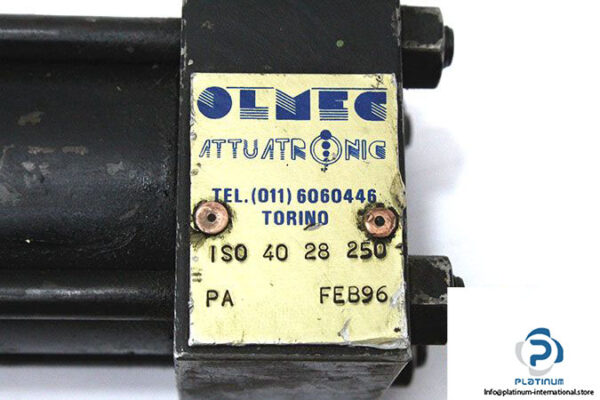 OLMEC
ATTUATRONIC
TEL.(011) 6060446
TORINO
ISO 40 28 250
PA FEB96
PLATINUM
Info@platinum-international.store